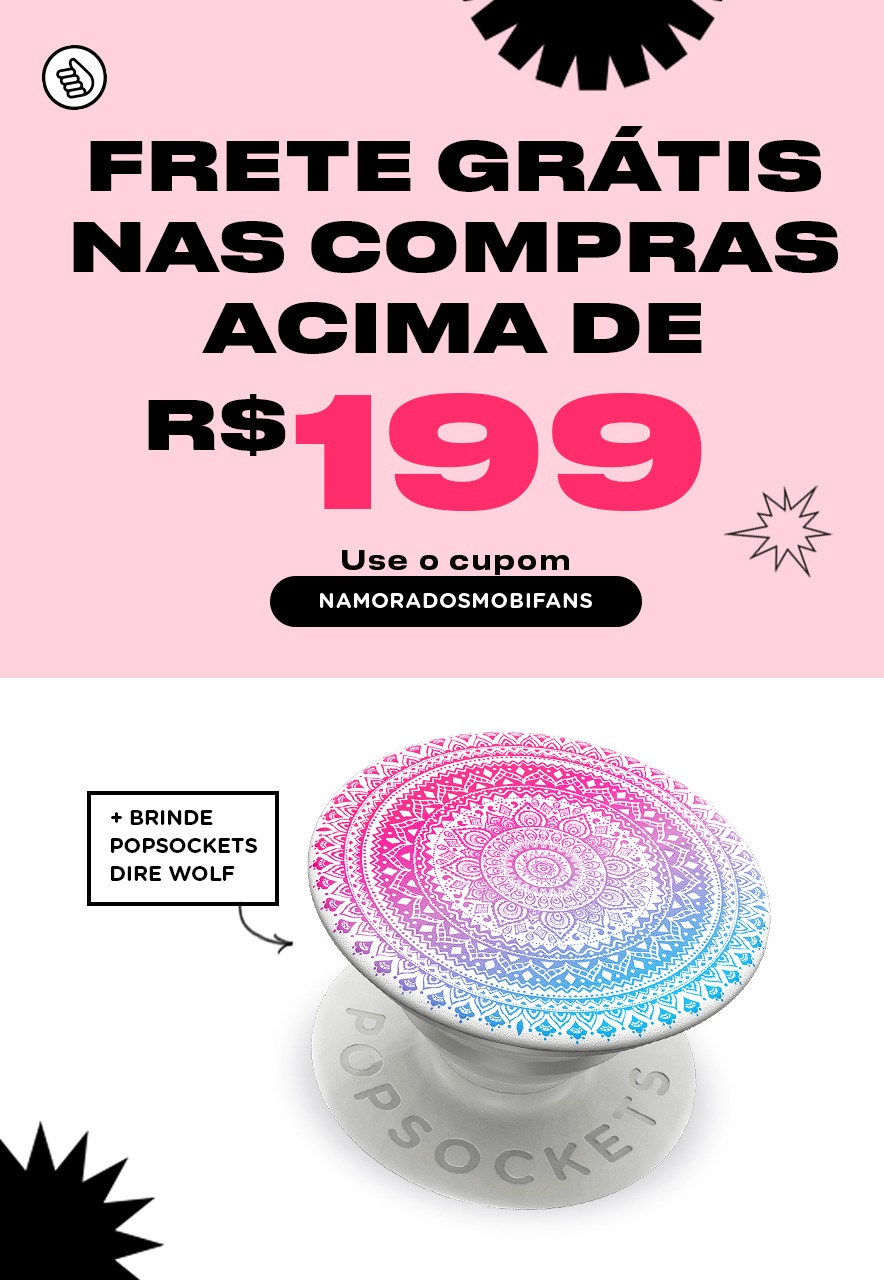 FRETE GRÁTIS
NAS COMPRAS
ACIMA DE
R$199
Use o cupom
NAMORADOSMOBIFANS
+ BRINDE
POPSOCKETS
DIRE WOLF
POPSOCKETS